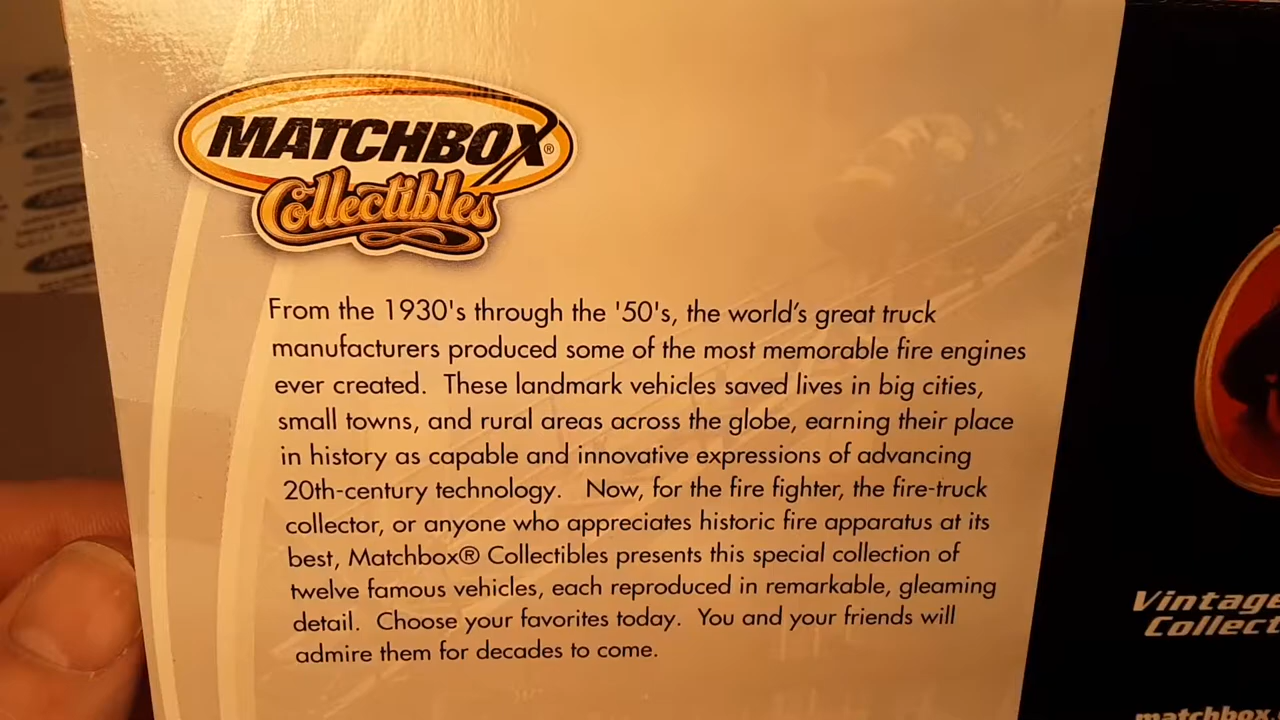 MATCHBOX®
Collectibles
From the 1930's through the '50's, the world's great truck
manufacturers produced some of the most memorable fire engines
ever created. These landmark vehicles saved lives in big cities,
small towns, and rural areas across the globe, earning their place
in history as capable and innovative expressions of advancing
20th-century technology. Now, for the fire fighter, the fire-truck
collector, or anyone who appreciates historic fire apparatus at its
best, Matchbox® Collectibles presents this special collection of
twelve famous vehicles, each reproduced in remarkable, gleaming
detail. Choose your favorites today. You and your friends will
admire them for decades to come.
Vintage
Collect
matchbox